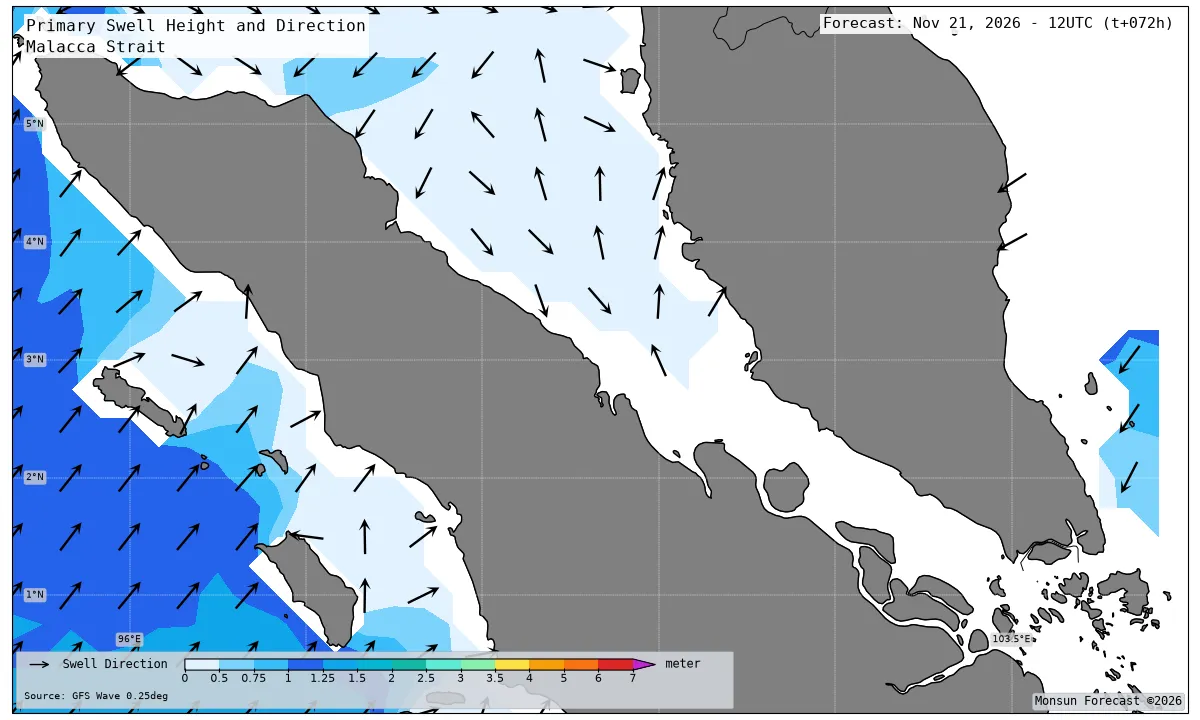 Primary Swell Height and Direction
Malacca Strait
Forecast: Nov 21, 2026 - 12UTC (t+072h)
5°N
4°N
3°N
2°N
1°N
96°E
103.5°E
Swell Direction
meter
0 0.5 0.75 1 1.25 1.5 2 2.5 3 3.5 4 5 6 7
Source: GFS Wave 0.25deg
Monsun Forecast ©2026